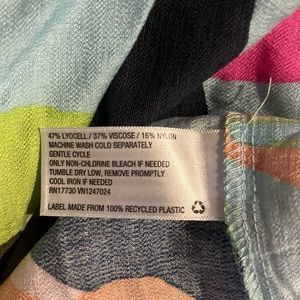 47% LYOCELL / 37% VISCOSE / 16% NYLON
MACHINE WASH COLD SEPARATELY
GENTLE CYCLE
ONLY NON-CHLORINE BLEACH IF NEEDED
TUMBLE DRY LOW, REMOVE PROMPTLY
COOL IRON IF NEEDED
RN17730 VN1247024
LABEL MADE FROM 100% RECYCLED PLASTIC